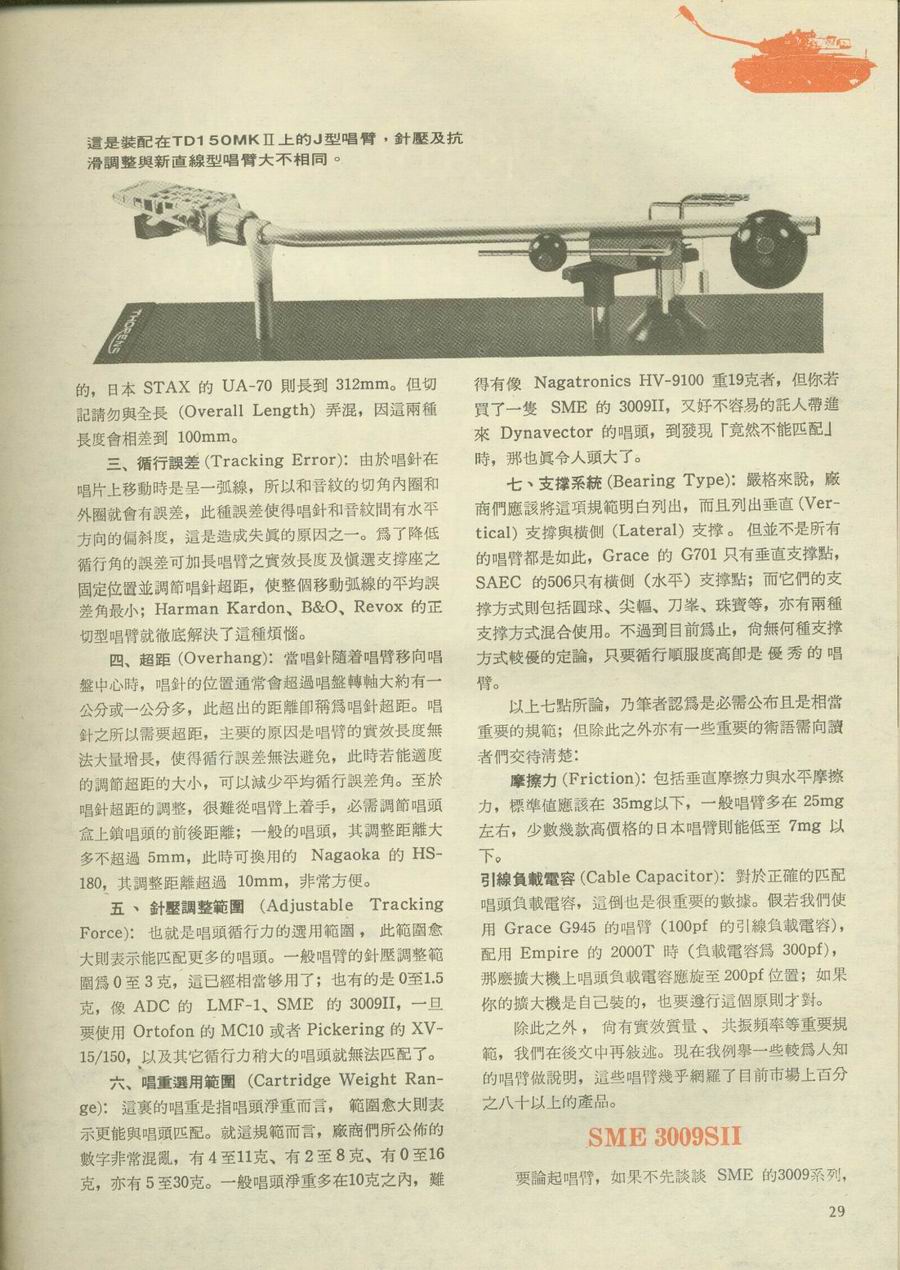 這是裝配在TD150MKⅡ上的J型唱臂，針壓及抗
滑調整與新直線型唱臂大不相同。
THORENS
的，日本 STAX 的 UA-70 則長到 312mm。但切
記請勿與全長 (Overall Length) 弄混，因這兩種
長度會相差到 100mm。
三、循行誤差 (Tracking Error)：由於唱針在
唱片上移動時是呈一弧線，所以和音紋的切角內圈和
外圈就會有誤差，此種誤差使得唱針和音紋間有水平
方向的偏斜度，這是造成失眞的原因之一。爲了降低
循行角的誤差可加長唱臂之實效長度及愼選支撐座之
固定位置並調節唱針超距，使整個移動弧線的平均誤
差角最小；Harman Kardon、B&O、Revox 的正
切型唱臂就徹底解決了這種煩惱。
四、超距 (Overhang)：當唱針隨着唱臂移向唱
盤中心時，唱針的位置通常會超過唱盤轉軸大約有一
公分或一公分多，此超出的距離卽稱爲唱針超距。唱
針之所以需要超距，主要的原因是唱臂的實效長度無
法大量增長，使得循行誤差無法避免，此時若能適度
的調節超距的大小，可以減少平均循行誤差角。至於
唱針超距的調整，很難從唱臂上着手，必需調節唱頭
盒上鎖唱頭的前後距離；一般的唱頭，其調整距離大
多不超過 5mm，此時可換用的 Nagaoka 的 HS-
180，其調整距離超過 10mm，非常方便。
五、針壓調整範圍 (Adjustable Tracking
Force)：也就是唱頭循行力的選用範圍，此範圍愈
大則表示能匹配更多的唱頭。一般唱臂的針壓調整範
圍爲 0 至 3 克，這已經相當够用了；也有的是 0至1.5
克，像 ADC 的 LMF-1、SME 的 3009II，一旦
要使用 Ortofon 的 MC10 或者 Pickering 的 XV-
15/150，以及其它循行力稍大的唱頭就無法匹配了。
六、唱重選用範圍 (Cartridge Weight Ran-
ge)：這裏的唱重是指唱頭淨重而言，範圍愈大則表
示更能與唱頭匹配。就這規範而言，廠商們所公佈的
數字非常混亂，有 4 至11克、有 2 至 8 克、有 0 至16
克，亦有 5 至30克。一般唱頭淨重多在10克之內，難
得有像 Nagatronics HV-9100 重19克者，但你若
買了一隻 SME 的 3009II，又好不容易的託人帶進
來 Dynavector 的唱頭，到發現「竟然不能匹配」
時，那也眞令人頭大了。
七、支撐系統 (Bearing Type)：嚴格來說，廠
商們應該將這項規範明白列出，而且列出垂直 (Ver-
tical) 支撐與橫側 (Lateral) 支撐。但並不是所有
的唱臂都是如此，Grace 的 G701 只有垂直支撐點，
SAEC 的506只有橫側（水平）支撐點；而它們的支
撐方式則包括圓球、尖軸、刀峯、珠寶等，亦有兩種
支撐方式混合使用。不過到目前爲止，尙無何種支撐
方式較優的定論，只要循行順服度高卽是優秀的唱
臂。
以上七點所論，乃筆者認爲是必需公布且是相當
重要的規範；但除此之外亦有一些重要的術語需向讀
者們交待淸楚：
摩擦力 (Friction)：包括垂直摩擦力與水平摩擦
力，標準値應該在 35mg以下，一般唱臂多在 25mg
左右，少數幾款高價格的日本唱臂則能低至 7mg 以
下。
引線負載電容 (Cable Capacitor)：對於正確的匹配
唱頭負載電容，這倒也是很重要的數據。假若我們使
用 Grace G945 的唱臂 (100pf 的引線負載電容)，
配用 Empire 的 2000T 時 (負載電容爲 300pf)，
那麽擴大機上唱頭負載電容應旋至 200pf 位置；如果
你的擴大機是自己裝的，也要遵行這個原則才對。
除此之外，尙有實效質量、共振頻率等重要規
範，我們在後文中再敍述。現在我例擧一些較爲人知
的唱臂做說明，這些唱臂幾乎網羅了目前市場上百分
之八十以上的產品。
SME 3009SII
要論起唱臂，如果不先談談 SME 的3009系列，
29